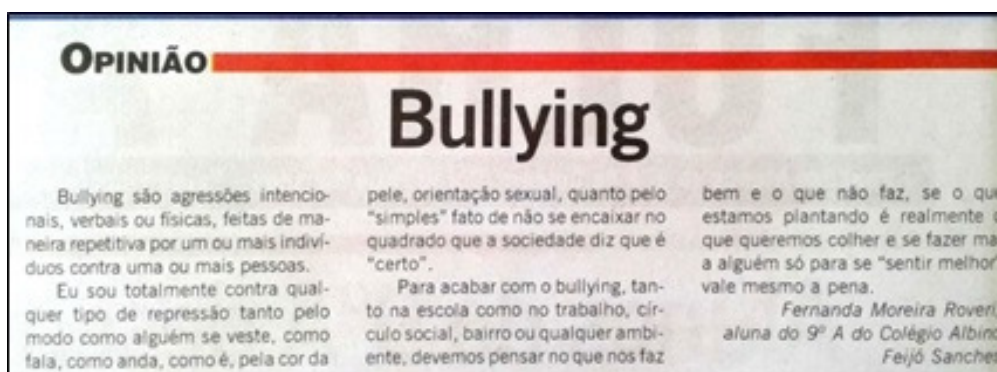 OPINIÃO
Bullying
Bullying são agressões intencio-
nais, verbais ou físicas, feitas de ma-
neira repetitiva por um ou mais indiví-
duos contra uma ou mais pessoas.
Eu sou totalmente contra qual-
quer tipo de repressão tanto pelo
modo como alguém se veste, como
fala, como anda, como é, pela cor da
pele, orientação sexual, quanto pelo
"simples" fato de não se encaixar no
quadrado que a sociedade diz que é
"certo".
Para acabar com o bullying, tan-
to na escola como no trabalho, cír-
culo social, bairro ou qualquer ambi-
ente, devemos pensar no que nos faz
bem e o que não faz, se o que
estamos plantando é realmente
que queremos colher e se fazer
a alguém só para se "sentir melhor"
vale mesmo a pena.
Fernanda Moreira
aluna do 9º A do Colégio Albino
Feijó Sanches